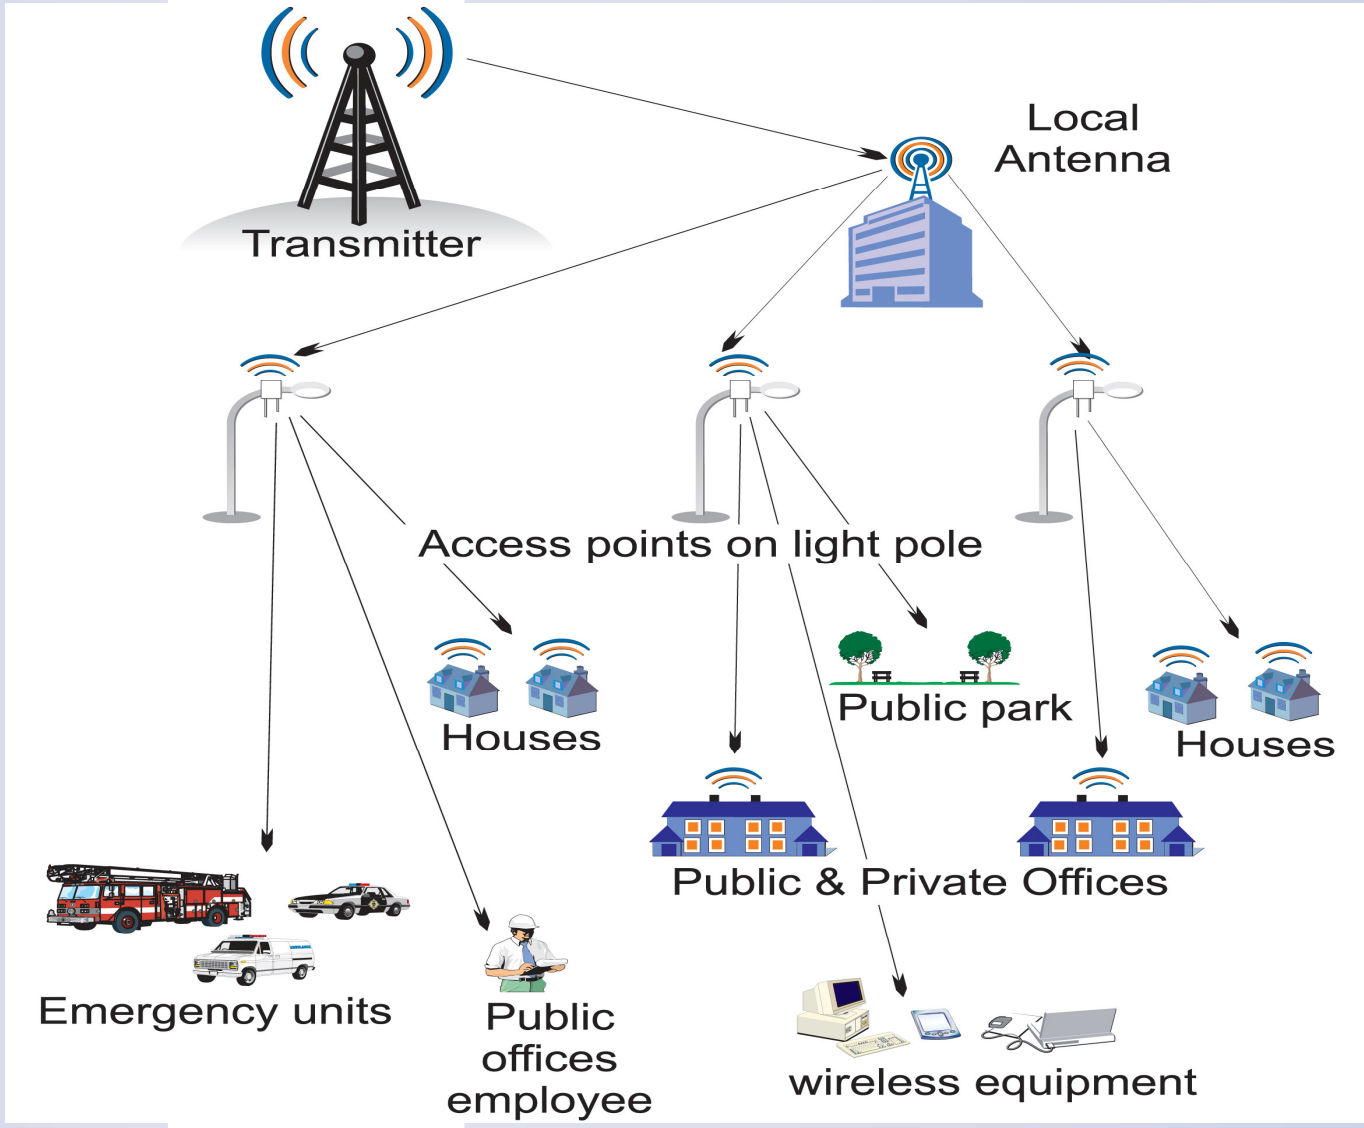 Local
Antenna
Transmitter
Access points on light pole
Public park
Houses
Houses
Public & Private Offices
Emergency units
Public
offices
employee
wireless equipment